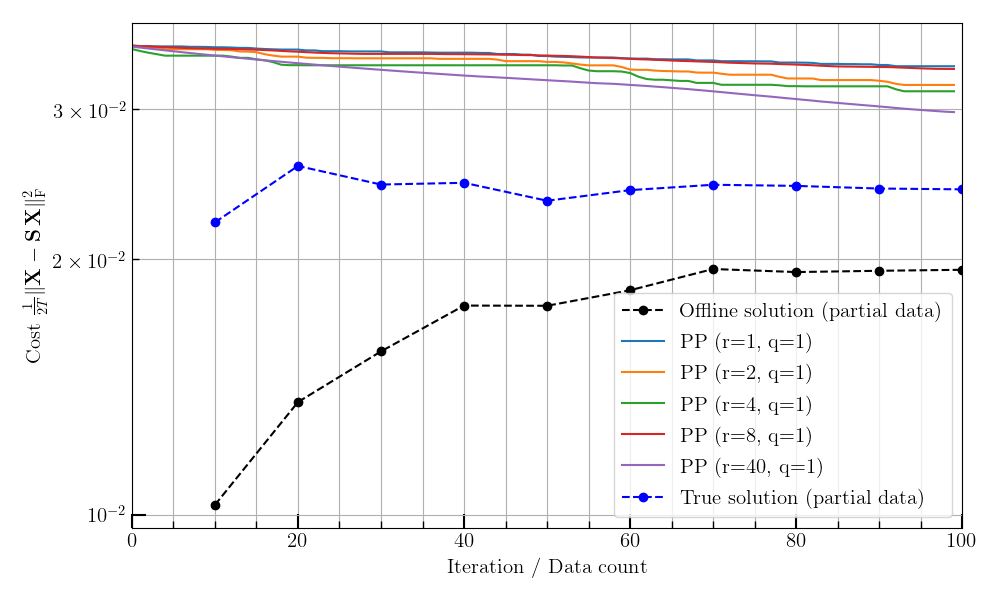 Cost 1/2T ||X − S X||²_F
3 × 10⁻²
2 × 10⁻²
10⁻²
0
20
40
60
80
100
Iteration / Data count
Offline solution (partial data)
PP (r=1, q=1)
PP (r=2, q=1)
PP (r=4, q=1)
PP (r=8, q=1)
PP (r=40, q=1)
True solution (partial data)